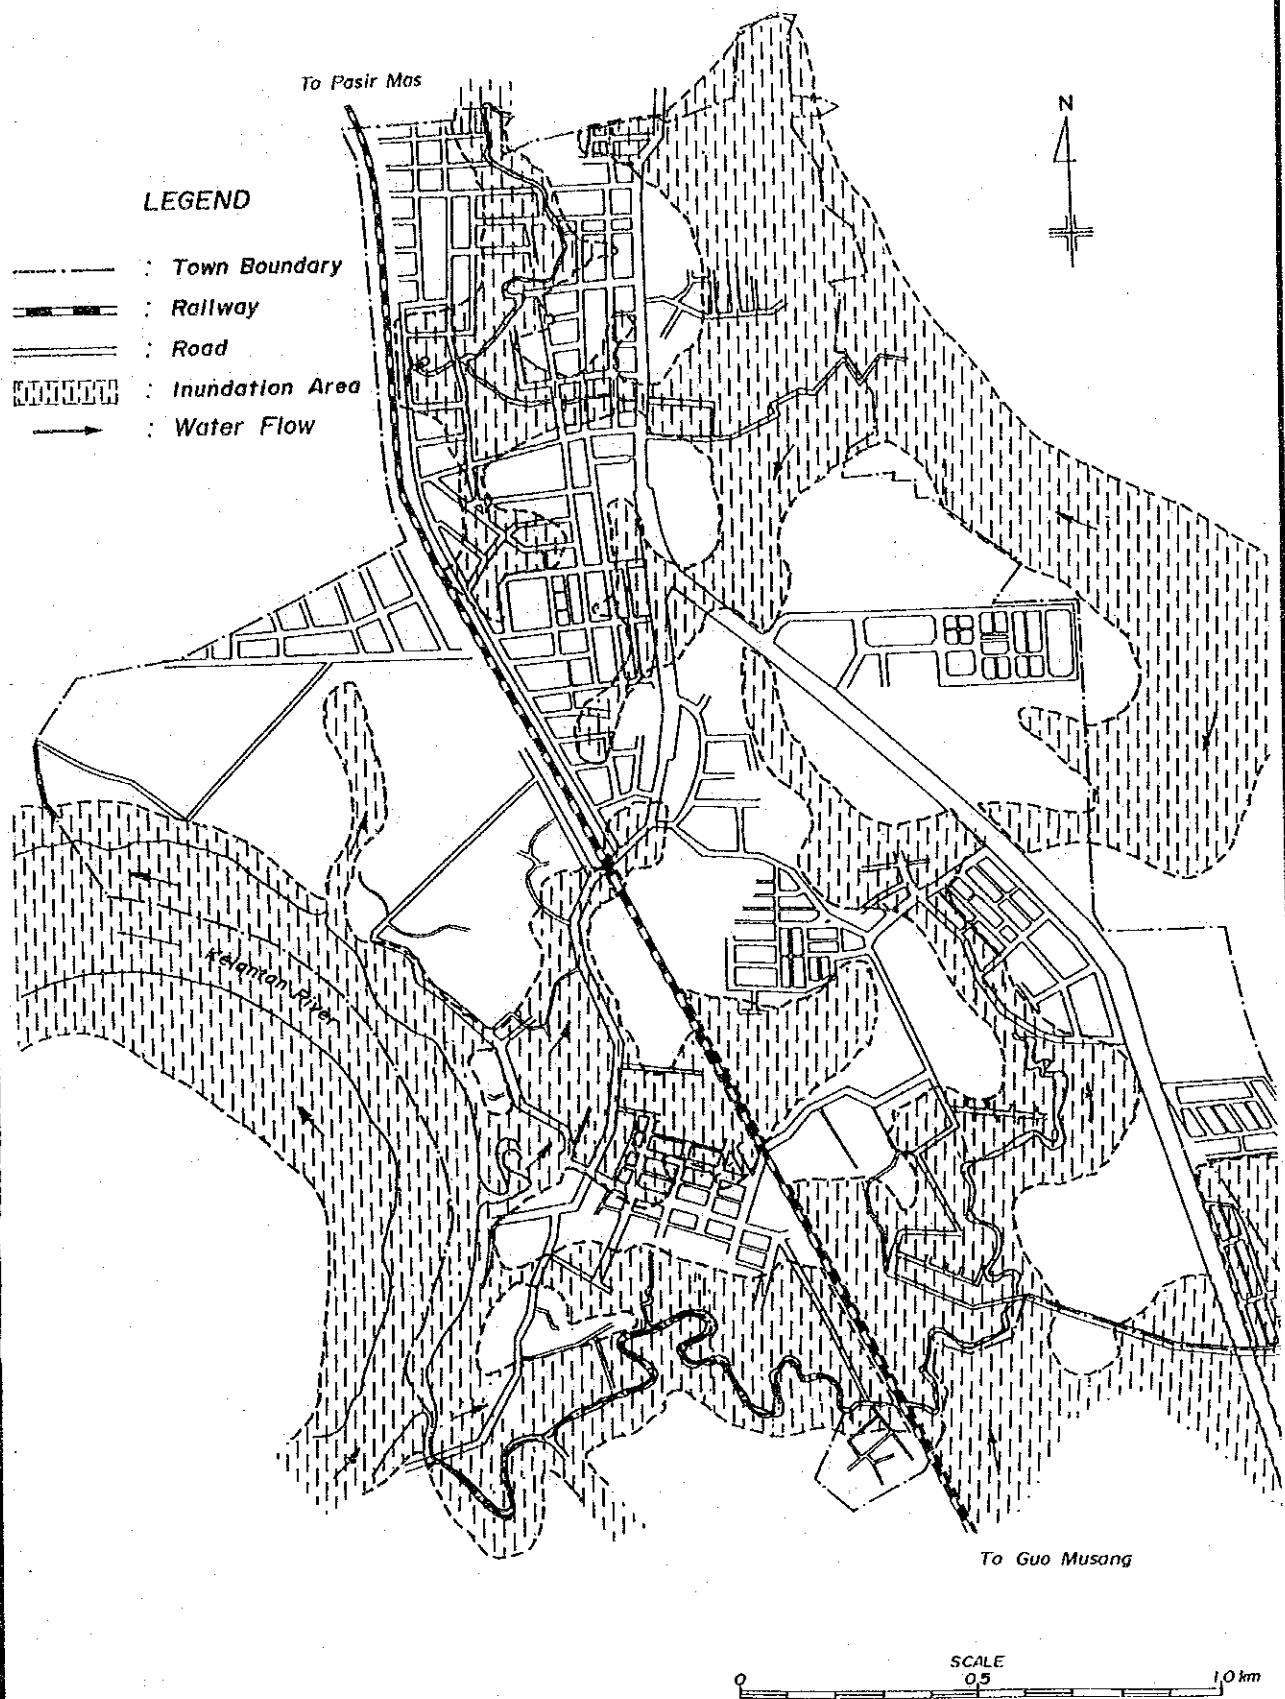 To Pasir Mas
N
LEGEND
: Town Boundary
: Railway
: Road
: Inundation Area
: Water Flow
Kelantan River
To Gua Musang
SCALE
0 0.5 1.0 km